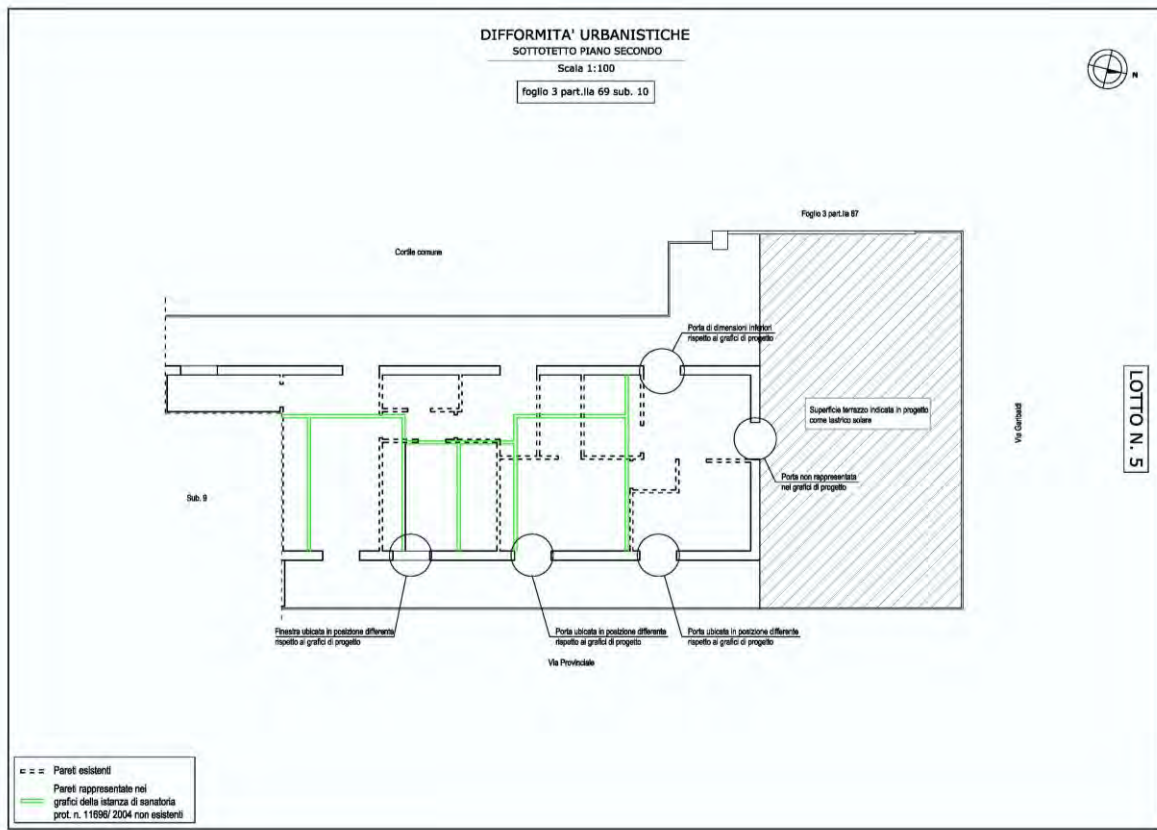 DIFFORMITA' URBANISTICHE
SOTTOTETTO PIANO SECONDO
Scala 1:100
foglio 3 part.lla 69 sub. 10
N
Foglio 3 part.lla 67
Cortile comune
Porta di dimensioni inferiori
rispetto ai grafici di progetto
Superficie terrazzo indicata in progetto
come lastrico solare
Via Garibaldi
LOTTO N. 5
Porta non rappresentata
nei grafici di progetto
Sub. 9
Finestra ubicata in posizione differente
rispetto ai grafici di progetto
Porta ubicata in posizione differente
rispetto ai grafici di progetto
Porta ubicata in posizione differente
rispetto ai grafici di progetto
Via Provinciale
Pareti esistenti
Pareti rappresentate nei
grafici della istanza di sanatoria
prot. n. 11696/ 2004 non esistenti